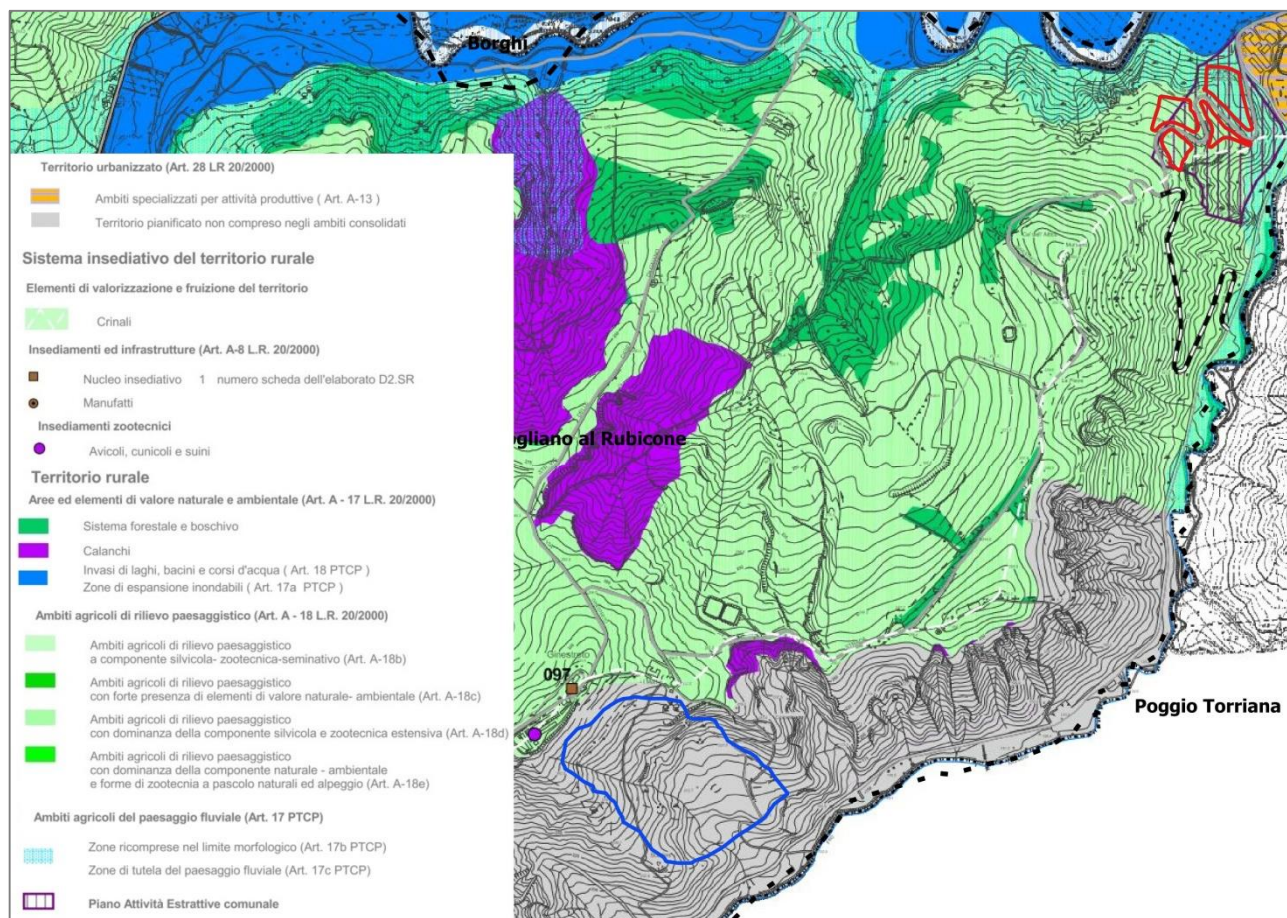 Borghi
Territorio urbanizzato (Art. 28 LR 20/2000)
Ambiti specializzati per attività produttive ( Art. A-13 )
Territorio pianificato non compreso negli ambiti consolidati
Sistema insediativo del territorio rurale
Elementi di valorizzazione e fruizione del territorio
Crinali
Insediamenti ed infrastrutture (Art. A-8 L.R. 20/2000)
Nucleo insediativo 1 numero scheda dell'elaborato D2.SR
Manufatti
Insediamenti zootecnici
Avicoli, cunicoli e suini
ogliano al Rubicone
Territorio rurale
Aree ed elementi di valore naturale e ambientale (Art. A - 17 L.R. 20/2000)
Sistema forestale e boschivo
Calanchi
Invasi di laghi, bacini e corsi d'acqua ( Art. 18 PTCP )
Zone di espansione inondabili ( Art. 17a PTCP )
Ambiti agricoli di rilievo paesaggistico (Art. A - 18 L.R. 20/2000)
Ambiti agricoli di rilievo paesaggistico
a componente silvicola- zootecnica-seminativo (Art. A-18b)
Ambiti agricoli di rilievo paesaggistico
con forte presenza di elementi di valore naturale- ambientale (Art. A-18c)
Ambiti agricoli di rilievo paesaggistico
con dominanza della componente silvicola e zootecnica estensiva (Art. A-18d)
Ambiti agricoli di rilievo paesaggistico
con dominanza della componente naturale - ambientale
e forme di zootecnia a pascolo naturali ed alpeggio (Art. A-18e)
Ginestreto
097
Poggio Torriana
Ambiti agricoli del paesaggio fluviale (Art. 17 PTCP)
Zone ricomprese nel limite morfologico (Art. 17b PTCP)
Zone di tutela del paesaggio fluviale (Art. 17c PTCP)
Piano Attività Estrattive comunale